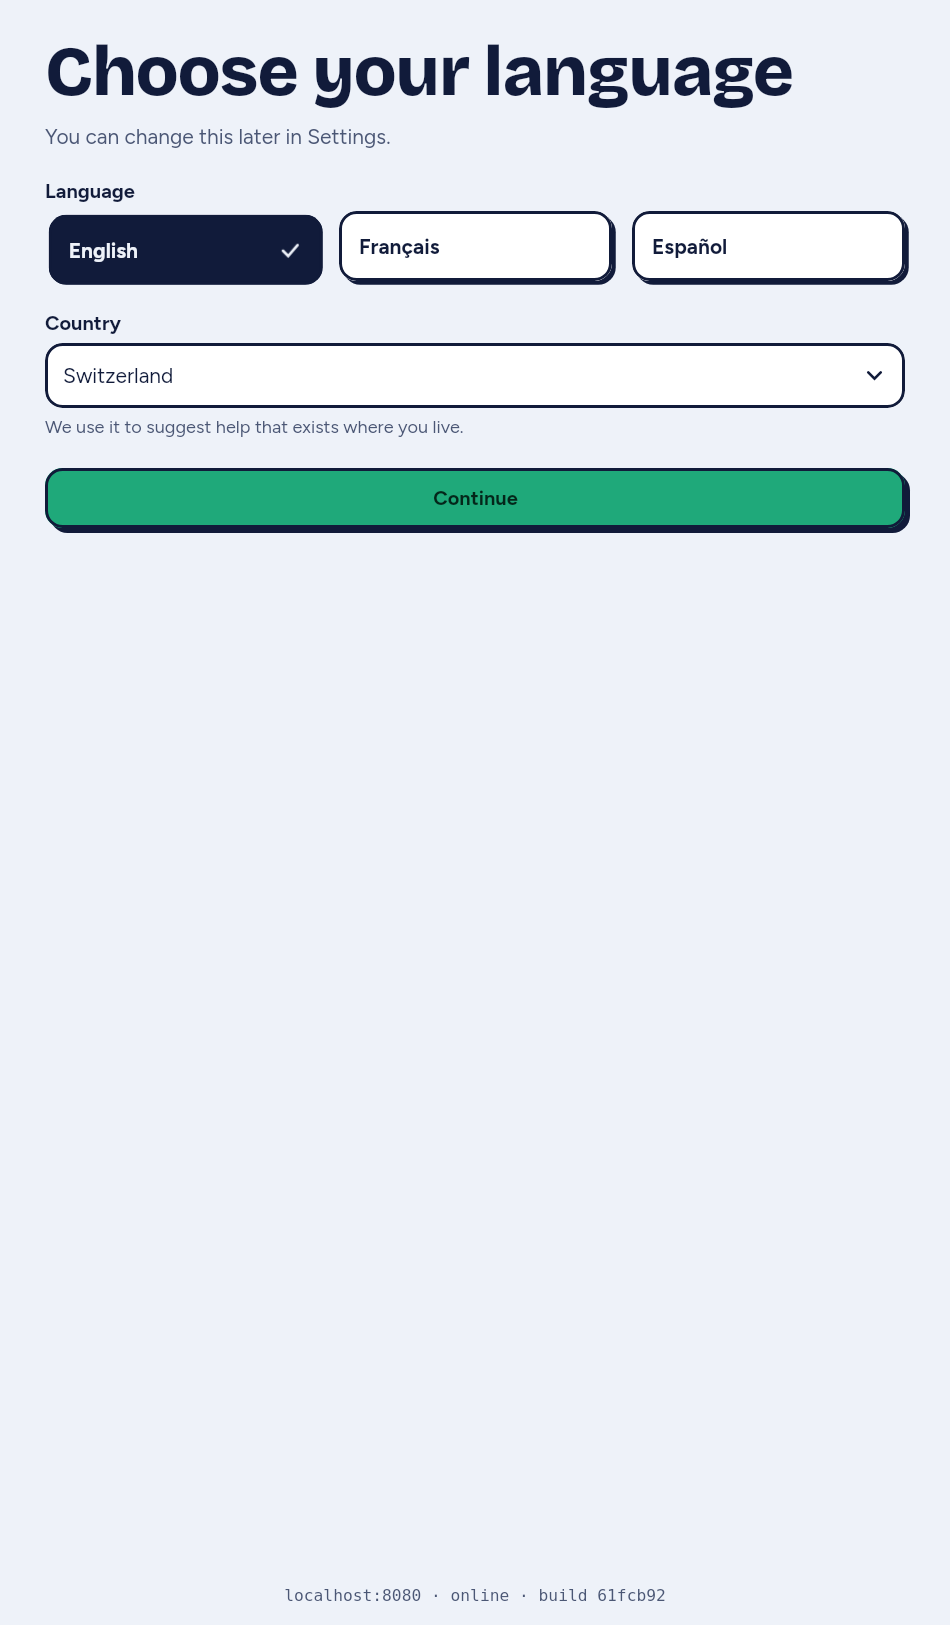 Choose your language
You can change this later in Settings.
Language
English
Français
Español
Country
Switzerland
We use it to suggest help that exists where you live.
Continue
localhost:8080 · online · build 61fcb92